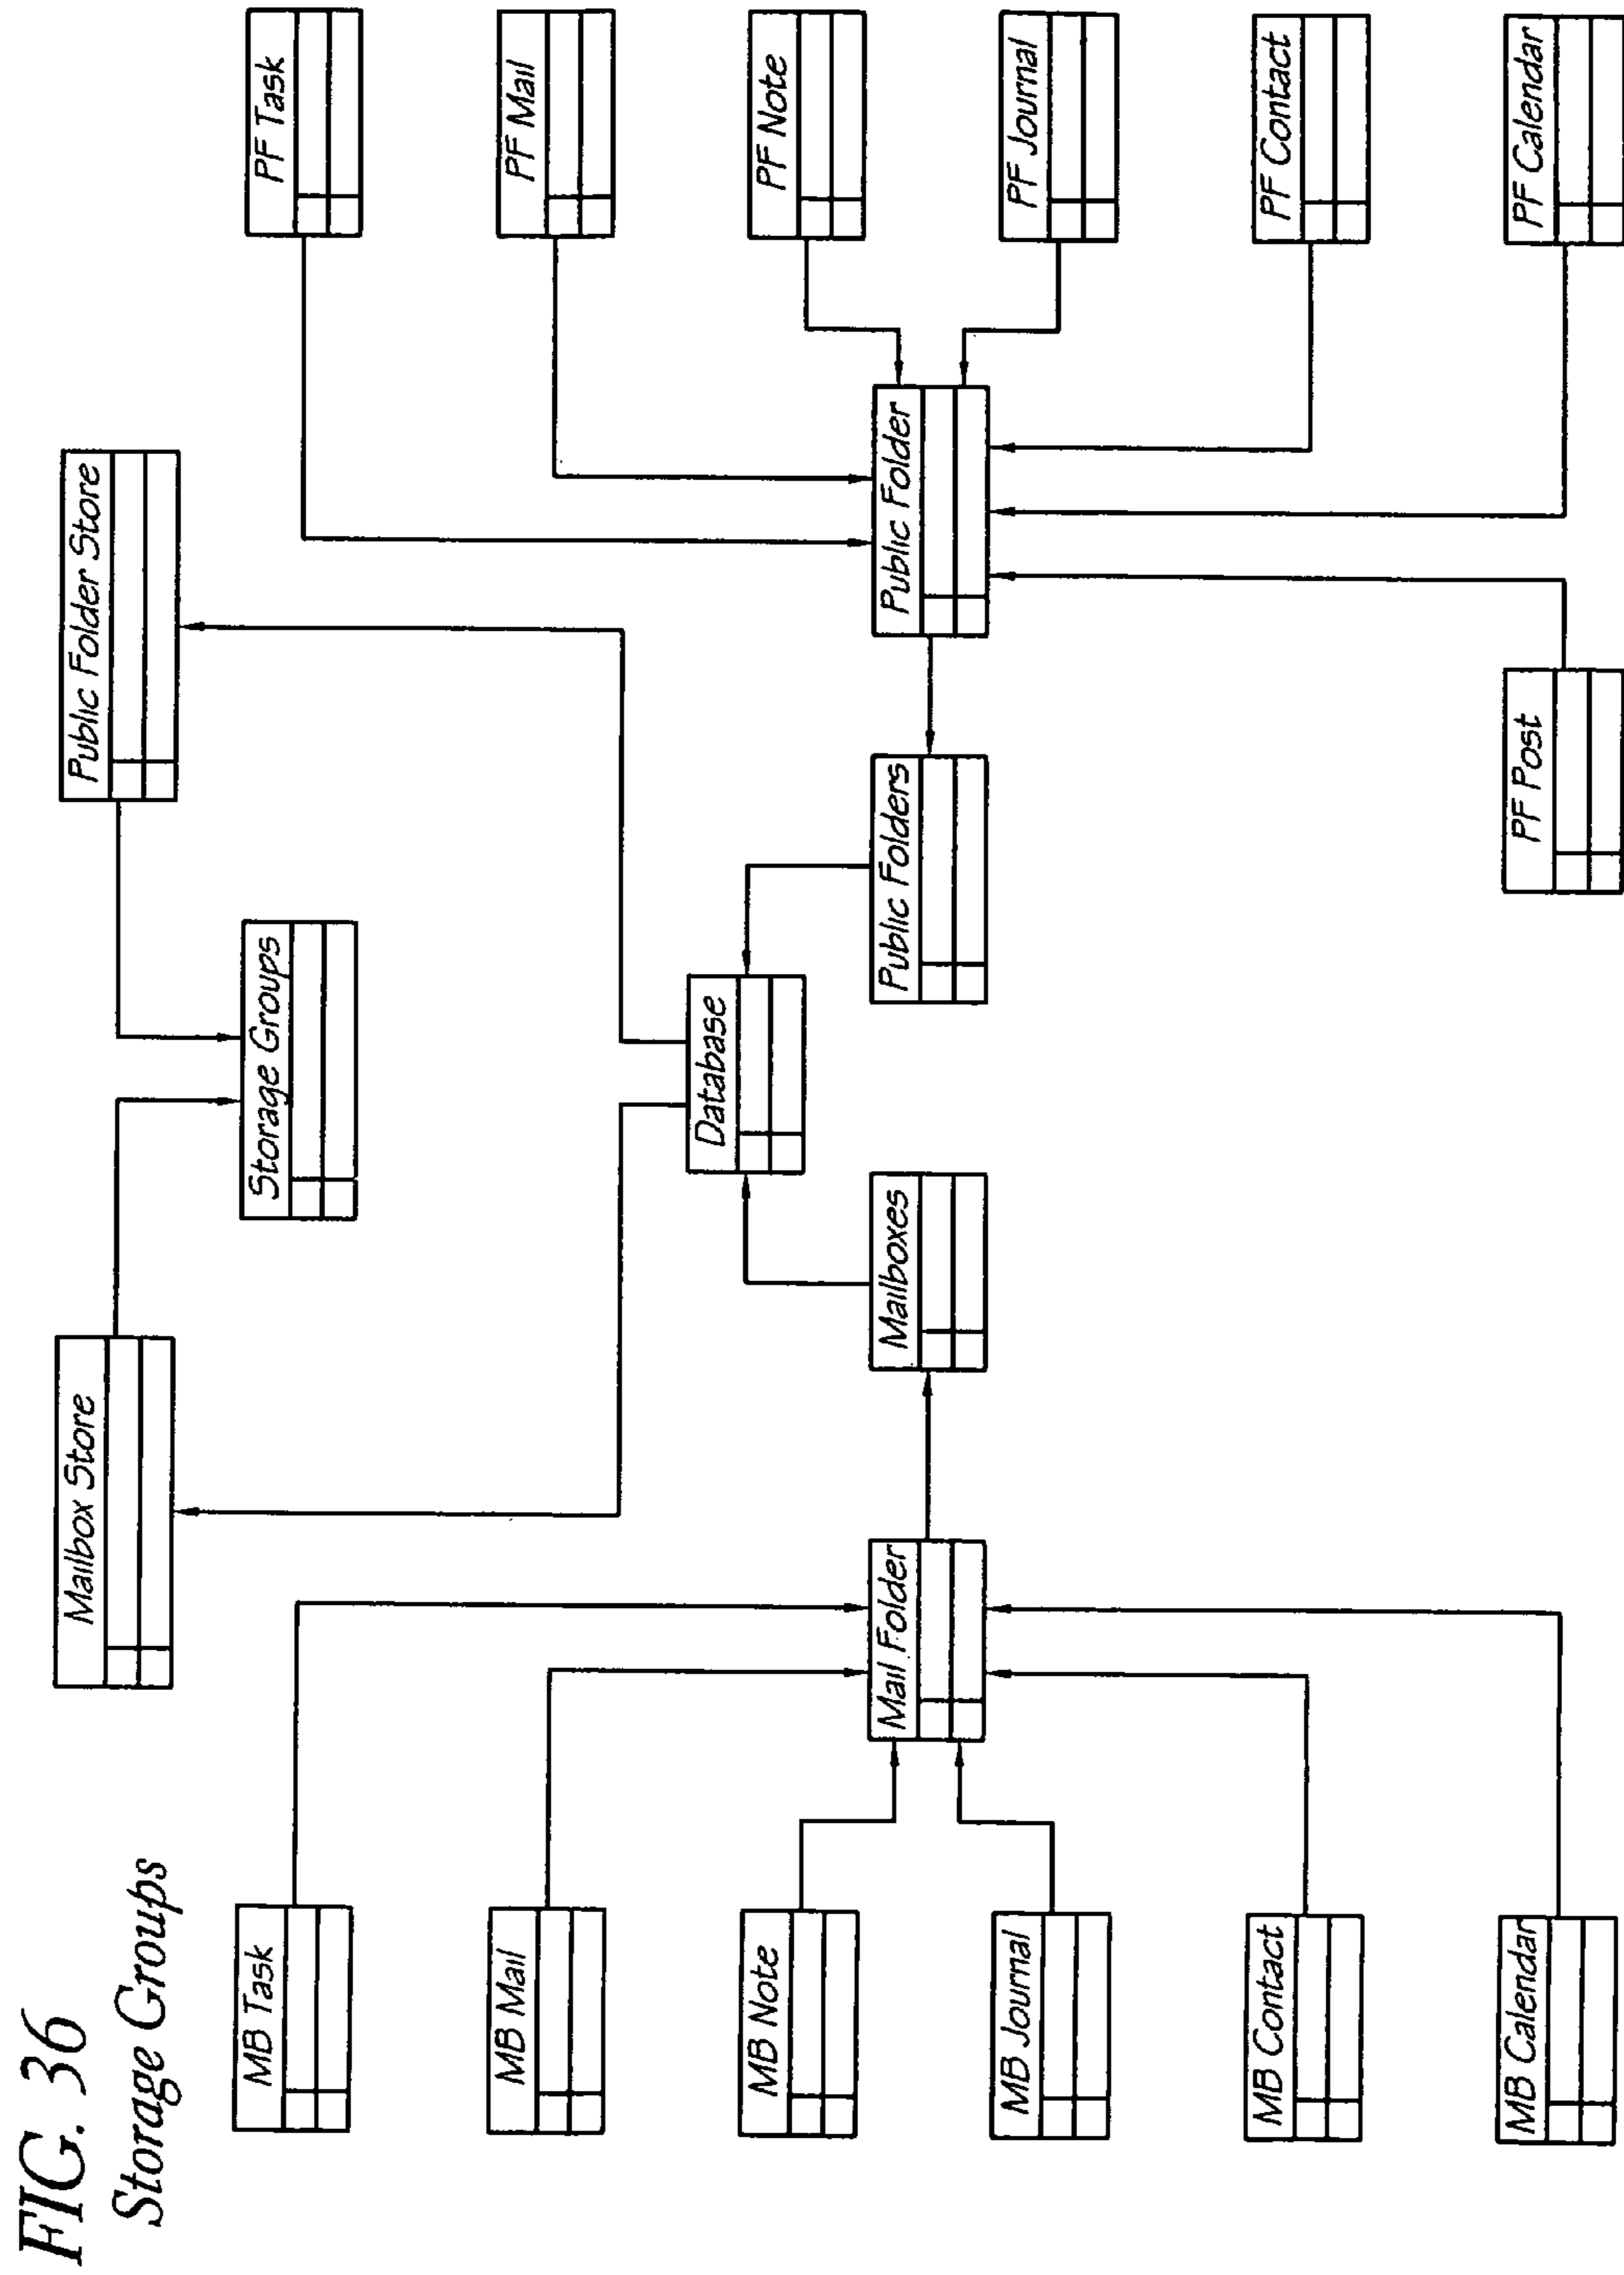 FIG. 36
Storage Groups
Mailbox Store
Public Folder Store
Storage Groups
MB Task
PF Task
MB Mail
PF Mail
Database
MB Note
Mail Folder
Mailboxes
Public Folders
Public Folder
PF Note
MB Journal
PF Journal
MB Contact
PF Contact
MB Calendar
PF Post
PF Calendar